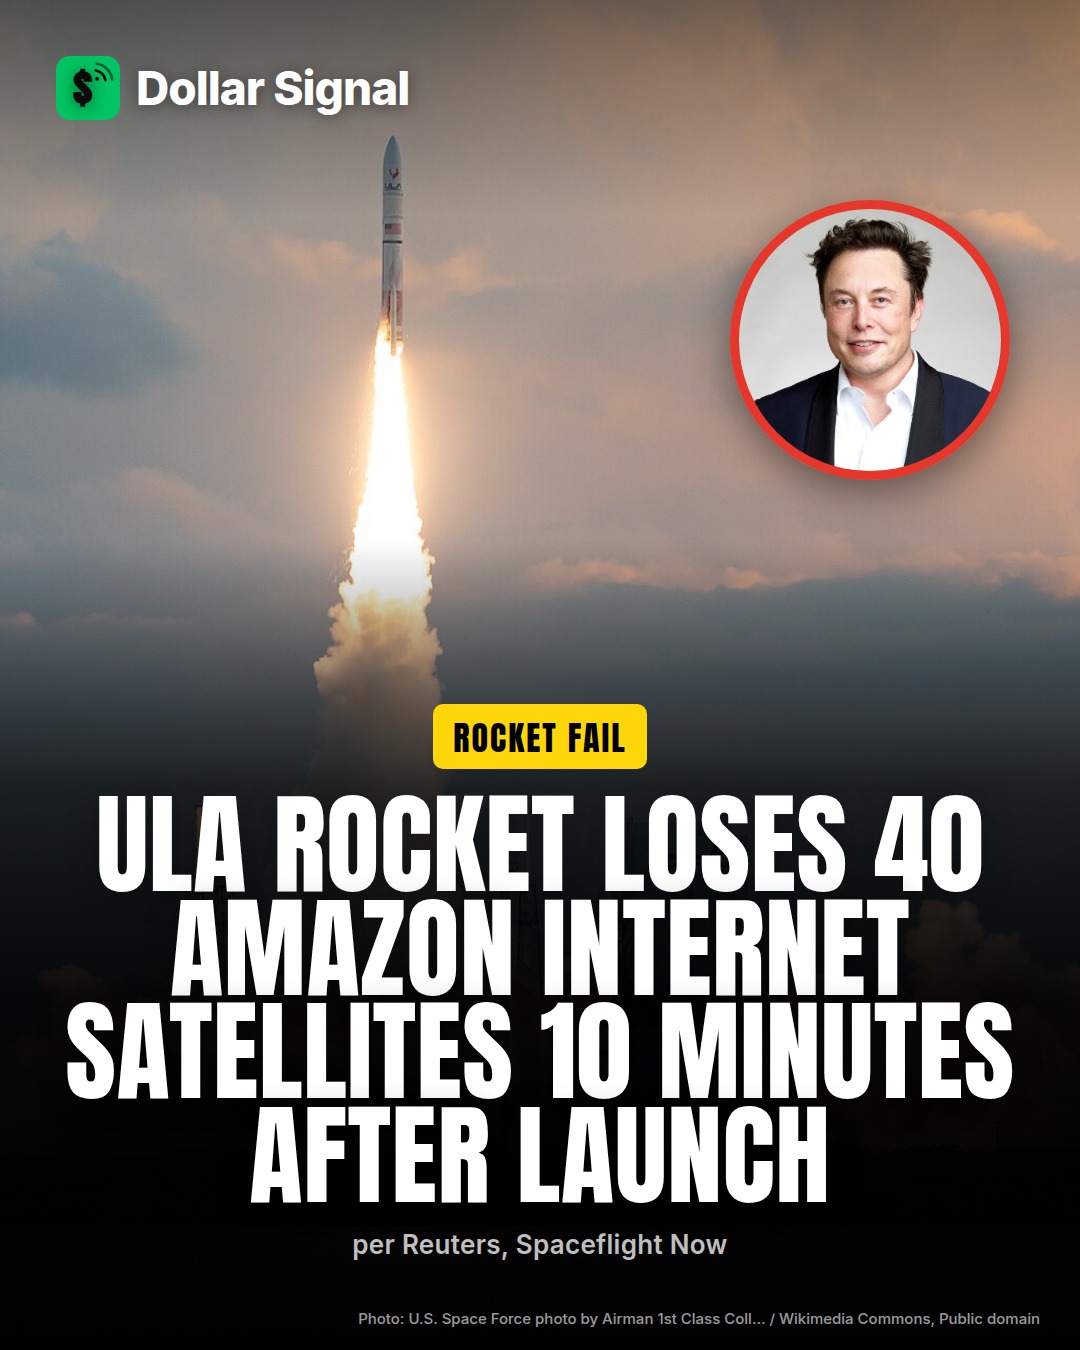 Dollar Signal
ULA
ROCKET FAIL
ULA ROCKET LOSES 40
AMAZON INTERNET
SATELLITES 10 MINUTES
AFTER LAUNCH
per Reuters, Spaceflight Now
Photo: U.S. Space Force photo by Airman 1st Class Coll... / Wikimedia Commons, Public domain